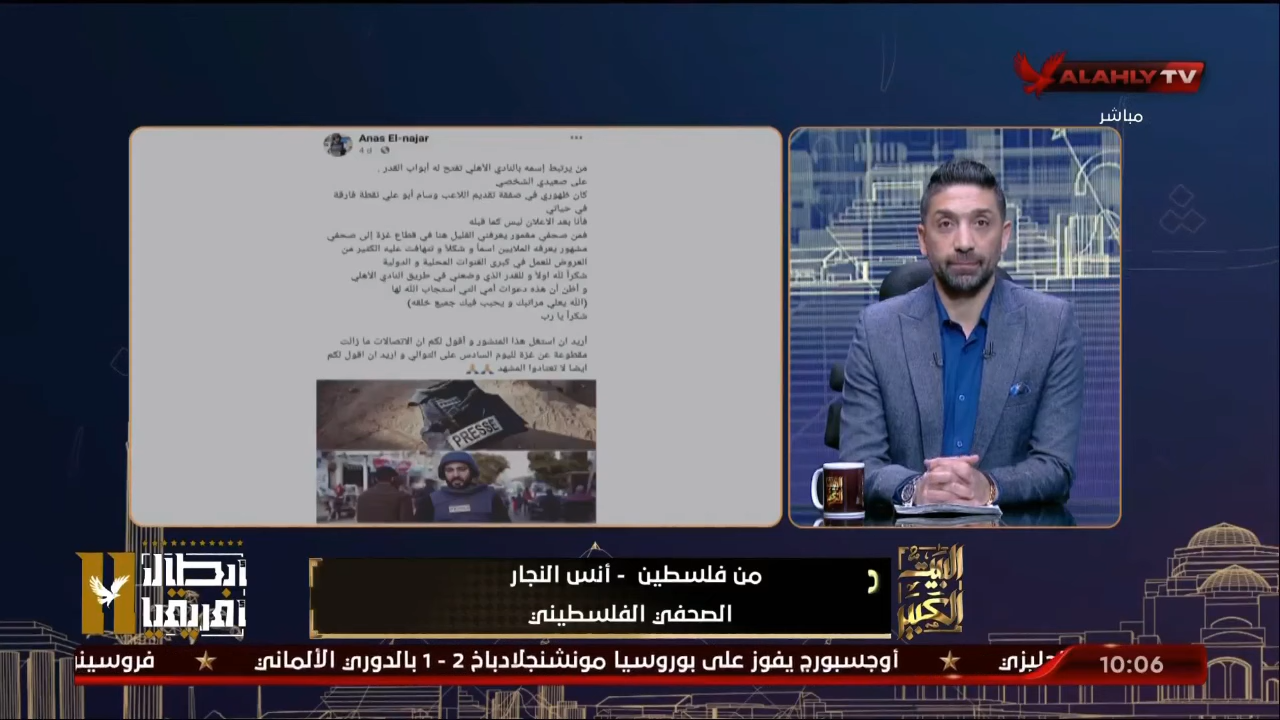 ALAHLY TV
مباشر
Anas El-najar
4 d
من يرتبط إسمه بالنادي الأهلي تفتح له أبواب القدر .
على صعيدي الشخصي
كان ظهوري في صفقة تقديم اللاعب وسام أبو علي نقطة فارقة
في حياتي
فأنا بعد الاعلان ليس كما قبله
فمن صحفي مغمور يعرفني القليل هنا في قطاع غزة إلى صحفي
مشهور يعرفه الملايين اسماً و شكلاً و تهافت عليه الكثير من
العروض للعمل في كبرى القنوات المحلية و الدولية
شكراً لله اولا و للقدر الذي وضعني في طريق النادي الأهلي
و أظن أن هذه دعوات أمي التي استجاب الله لها
(الله يعلي مراتبك و يحبب فيك جميع خلقه)
شكراً يا رب
أريد ان استغل هذا المنشور و أقول لكم ان الاتصالات ما زالت
مقطوعة عن غزة لليوم السادس على التوالي و اريد ان اقول لكم
ايضا لا تعتادوا المشهد 🙏🙏
PRESSE
من فلسطين - أنس النجار
الصحفي الفلسطيني
البيت الكبير
أبطال
أفريقيا
11
10:06
جليزي ★ أوجسبورج يفوز على بوروسيا مونشنجلادباخ 2 - 1 بالدوري الألماني ★ فروسين